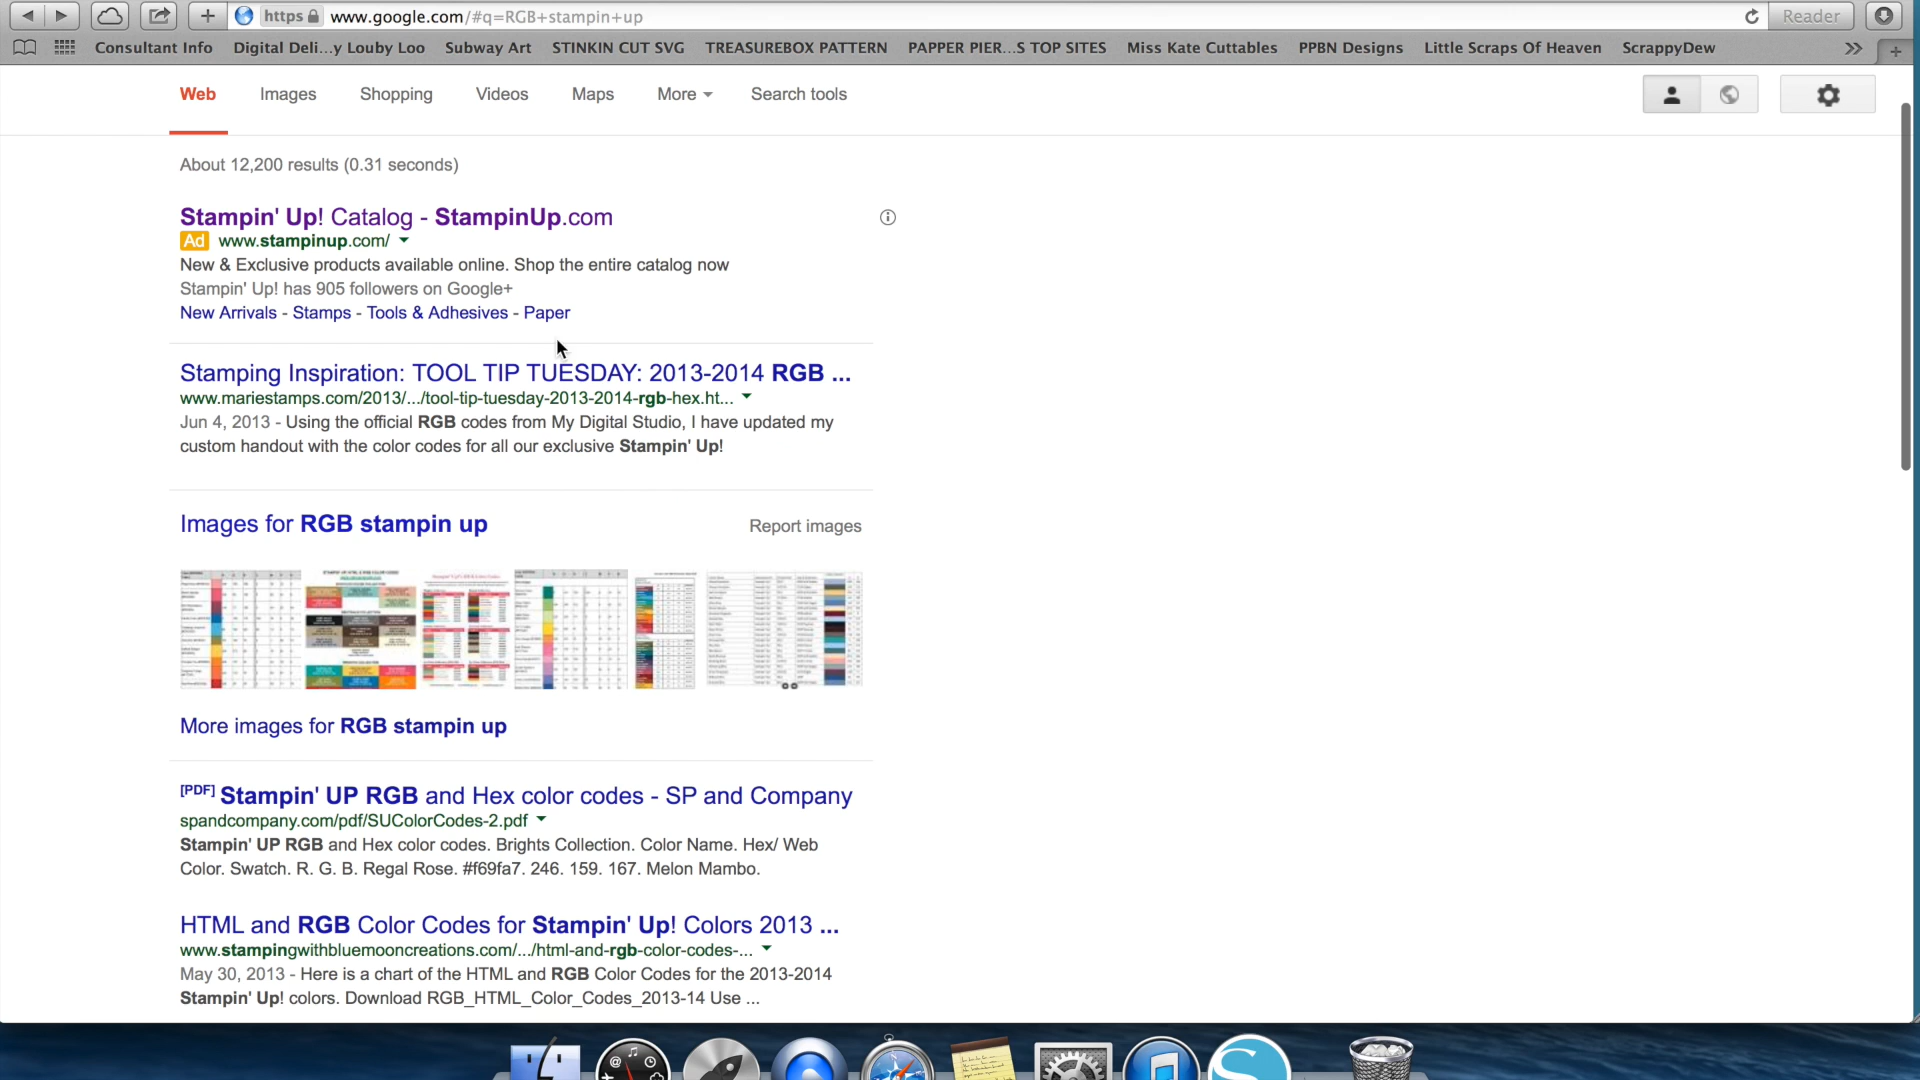 https www.google.com/#q=RGB+stampin+up Reader
Consultant Info Digital Deli...y Louby Loo Subway Art STINKIN CUT SVG TREASUREBOX PATTERN PAPPER PIER...S TOP SITES Miss Kate Cuttables PPBN Designs Little Scraps Of Heaven ScrappyDew
Web Images Shopping Videos Maps More Search tools
About 12,200 results (0.31 seconds)
Stampin' Up! Catalog - StampinUp.com
Ad www.stampinup.com/
New & Exclusive products available online. Shop the entire catalog now
Stampin' Up! has 905 followers on Google+
New Arrivals - Stamps - Tools & Adhesives - Paper
Stamping Inspiration: TOOL TIP TUESDAY: 2013-2014 RGB ...
www.mariestamps.com/2013/.../tool-tip-tuesday-2013-2014-rgb-hex.ht...
Jun 4, 2013 - Using the official RGB codes from My Digital Studio, I have updated my
custom handout with the color codes for all our exclusive Stampin' Up!
Images for RGB stampin up Report images
More images for RGB stampin up
[PDF] Stampin' UP RGB and Hex color codes - SP and Company
spandcompany.com/pdf/SUColorCodes-2.pdf
Stampin' UP RGB and Hex color codes. Brights Collection. Color Name. Hex/ Web
Color. Swatch. R. G. B. Regal Rose. #f69fa7. 246. 159. 167. Melon Mambo.
HTML and RGB Color Codes for Stampin' Up! Colors 2013 ...
www.stampingwithbluemooncreations.com/.../html-and-rgb-color-codes-...
May 30, 2013 - Here is a chart of the HTML and RGB Color Codes for the 2013-2014
Stampin' Up! colors. Download RGB_HTML_Color_Codes_2013-14 Use ...